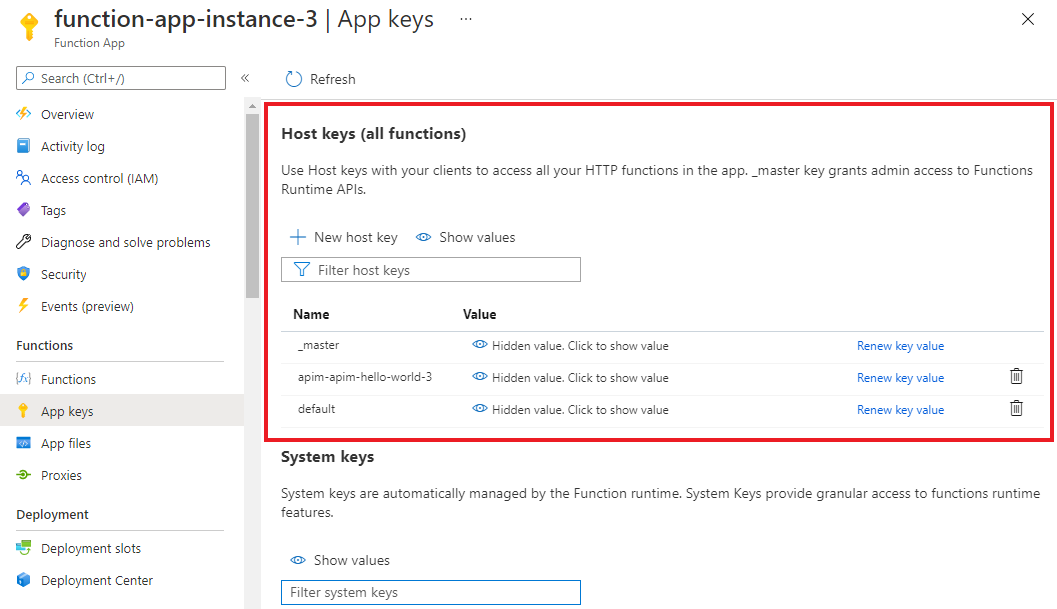 function-app-instance-3 | App keys ...
Function App
Search (Ctrl+/)
«
Refresh
Overview
Activity log
Access control (IAM)
Tags
Diagnose and solve problems
Security
Events (preview)
Functions
Functions
App keys
App files
Proxies
Deployment
Deployment slots
Deployment Center
Host keys (all functions)
Use Host keys with your clients to access all your HTTP functions in the app. _master key grants admin access to Functions
Runtime APIs.
New host key Show values
Filter host keys
Name Value
_master Hidden value. Click to show value Renew key value
apim-apim-hello-world-3 Hidden value. Click to show value Renew key value
default Hidden value. Click to show value Renew key value
System keys
System keys are automatically managed by the Function runtime. System Keys provide granular access to functions runtime
features.
Show values
Filter system keys